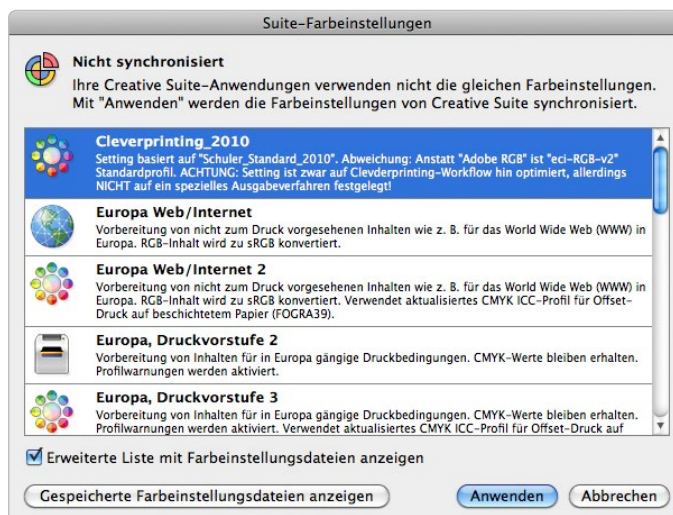 Suite-Farbeinstellungen
Nicht synchronisiert
Ihre Creative Suite-Anwendungen verwenden nicht die gleichen Farbeinstellungen.
Mit "Anwenden" werden die Farbeinstellungen von Creative Suite synchronisiert.
Cleverprinting_2010
Setting basiert auf "Schuler_Standard_2010". Abweichung: Anstatt "Adobe RGB" ist "eci-RGB-v2"
Standardprofil. ACHTUNG: Setting ist zwar auf Clevderprinting-Workflow hin optimiert, allerdings
NICHT auf ein spezielles Ausgabeverfahren festgelegt!
Europa Web/Internet
Vorbereitung von nicht zum Druck vorgesehenen Inhalten wie z. B. für das World Wide Web (WWW) in
Europa. RGB-Inhalt wird zu sRGB konvertiert.
Europa Web/Internet 2
Vorbereitung von nicht zum Druck vorgesehenen Inhalten wie z. B. für das World Wide Web (WWW) in
Europa. RGB-Inhalt wird zu sRGB konvertiert. Verwendet aktualisiertes CMYK ICC-Profil für Offset-
Druck auf beschichtetem Papier (FOGRA39).
Europa, Druckvorstufe 2
Vorbereitung von Inhalten für in Europa gängige Druckbedingungen. CMYK-Werte bleiben erhalten.
Profilwarnungen werden aktiviert.
Europa, Druckvorstufe 3
Vorbereitung von Inhalten für in Europa gängige Druckbedingungen. CMYK-Werte bleiben erhalten.
Profilwarnungen werden aktiviert. Verwendet aktualisiertes CMYK ICC-Profil für Offset-Druck auf
Erweiterte Liste mit Farbeinstellungsdateien anzeigen
Gespeicherte Farbeinstellungsdateien anzeigen
Anwenden
Abbrechen